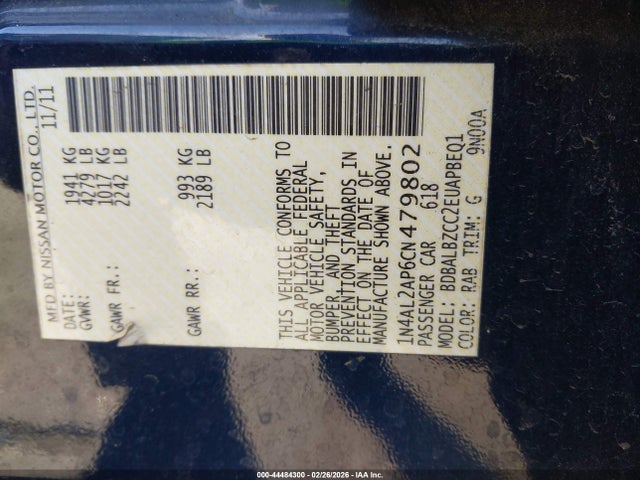 MFD BY NISSAN MOTOR CO., LTD.
DATE: 11/11
GVWR: 1941 KG
4279 LB
GAWR FR.: 1017 KG
2242 LB
GAWR RR.: 993 KG
2189 LB
THIS VEHICLE CONFORMS TO
ALL APPLICABLE FEDERAL
MOTOR VEHICLE SAFETY,
BUMPER, AND THEFT
PREVENTION STANDARDS IN
EFFECT ON THE DATE OF
MANUFACTURE SHOWN ABOVE.
1N4AL2AP6CN479802
PASSENGER CAR 618
MODEL: BDBALBZCC2EUAPBEQ1
COLOR: RAB TRIM: G 9N00A
000-44484300 - 02/26/2026 - IAA Inc.